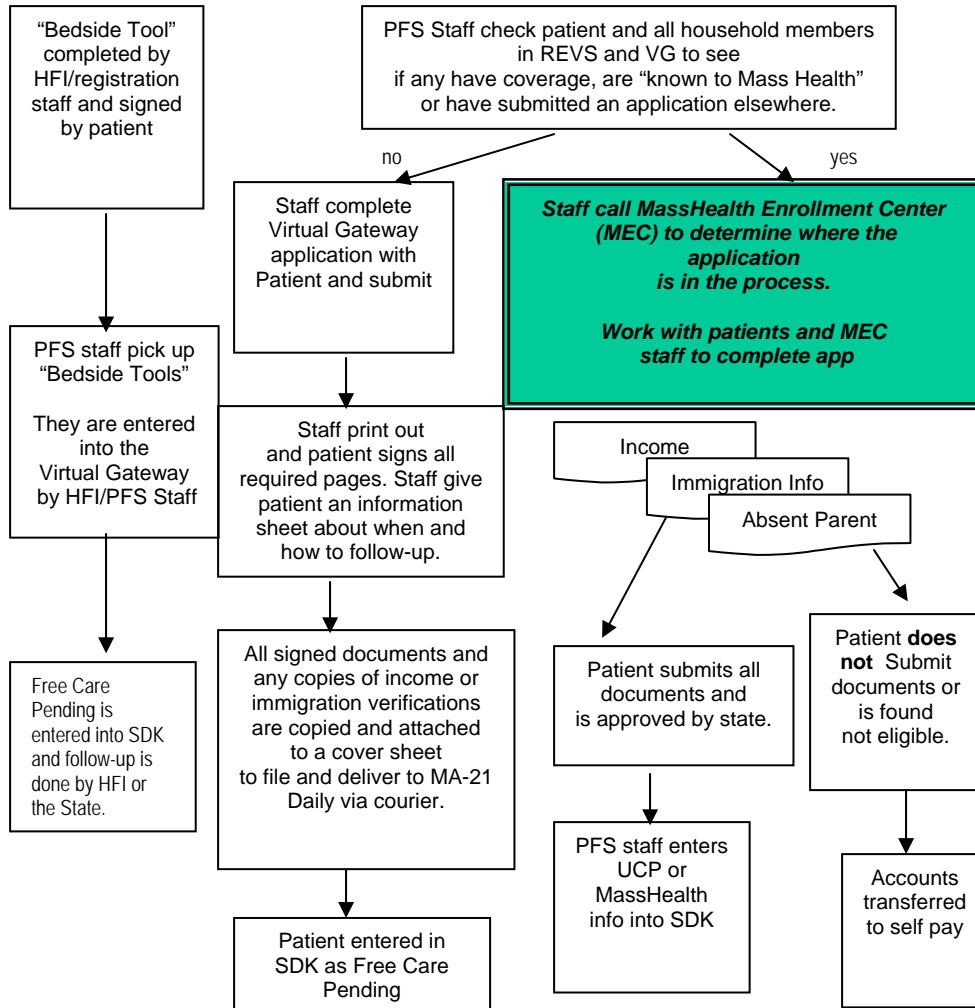 “Bedside Tool”
completed by
HFI/registration
staff and signed
by patient
PFS Staff check patient and all household members
in REVS and VG to see
if any have coverage, are “known to Mass Health”
or have submitted an application elsewhere.
no
yes
Staff complete
Virtual Gateway
application with
Patient and submit
Staff call MassHealth Enrollment Center
(MEC) to determine where the
application
is in the process.
Work with patients and MEC
staff to complete app
PFS staff pick up
“Bedside Tools”
They are entered
into the
Virtual Gateway
by HFI/PFS Staff
Staff print out
and patient signs all
required pages. Staff give
patient an information
sheet about when and
how to follow-up.
Income
Immigration Info
Absent Parent
Free Care
Pending is
entered into SDK
and follow-up is
done by HFI or
the State.
All signed documents and
any copies of income or
immigration verifications
are copied and attached
to a cover sheet
to file and deliver to MA-21
Daily via courier.
Patient submits all
documents and
is approved by state.
Patient does
not Submit
documents or
is found
not eligible.
PFS staff enters
UCP or
MassHealth
info into SDK
Accounts
transferred
to self pay
Patient entered in
SDK as Free Care
Pending